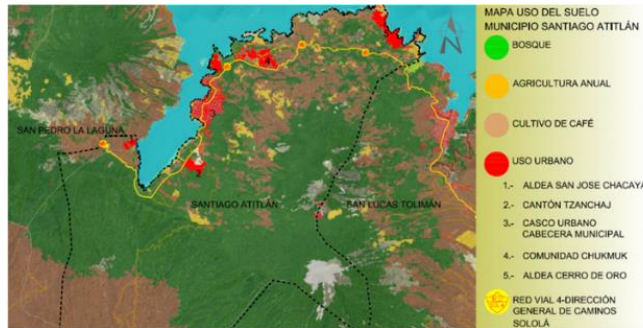 MAPA USO DEL SUELO
MUNICIPIO SANTIAGO ATITLÁN
BOSQUE
AGRICULTURA ANUAL
CULTIVO DE CAFÉ
USO URBANO
1.- ALDEA SAN JOSE CHACAYA
2.- CANTÓN TZANCHAJ
3.- CASCO URBANO
CABECERA MUNICIPAL
4.- COMUNIDAD CHUKMUK
5.- ALDEA CERRO DE ORO
RED VIAL 4-DIRECCIÓN
GENERAL DE CAMINOS
SOLOLÁ
SAN PEDRO LA LAGUNA
SANTIAGO ATITLÁN
SAN LUCAS TOLIMÁN